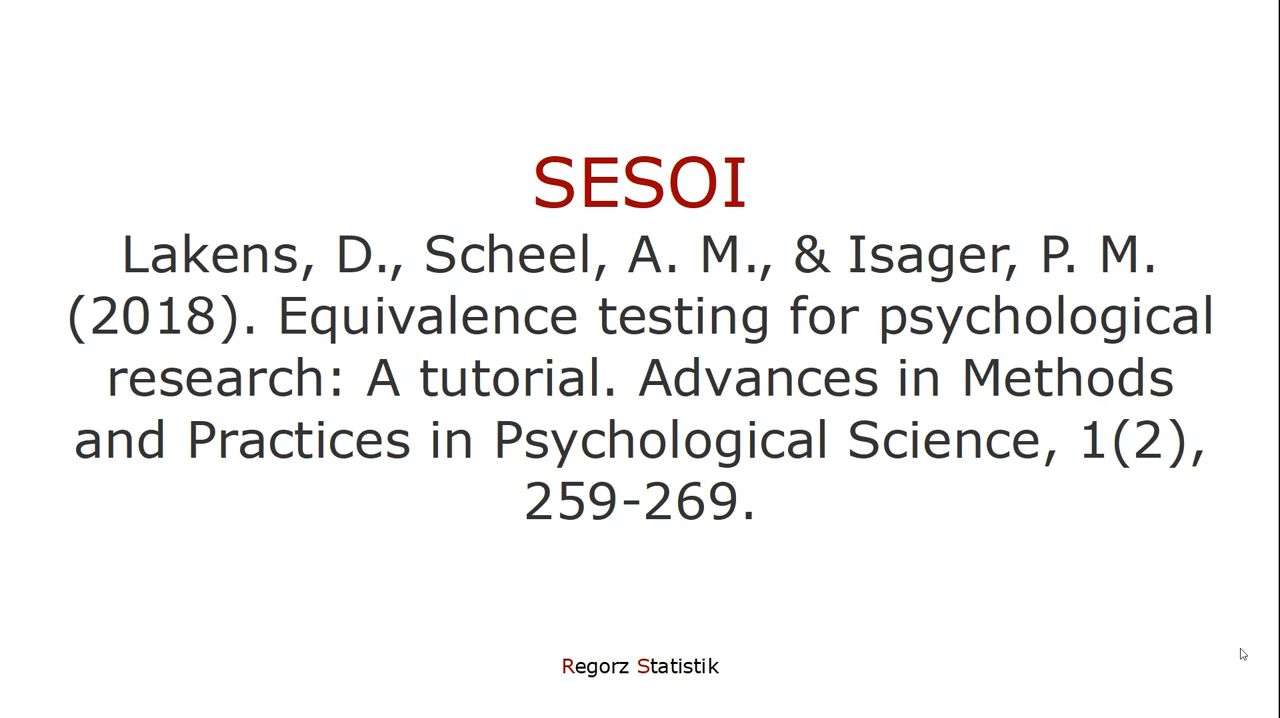 SESOI
Lakens, D., Scheel, A. M., & Isager, P. M.
(2018). Equivalence testing for psychological
research: A tutorial. Advances in Methods
and Practices in Psychological Science, 1(2),
259-269.
Regorz Statistik